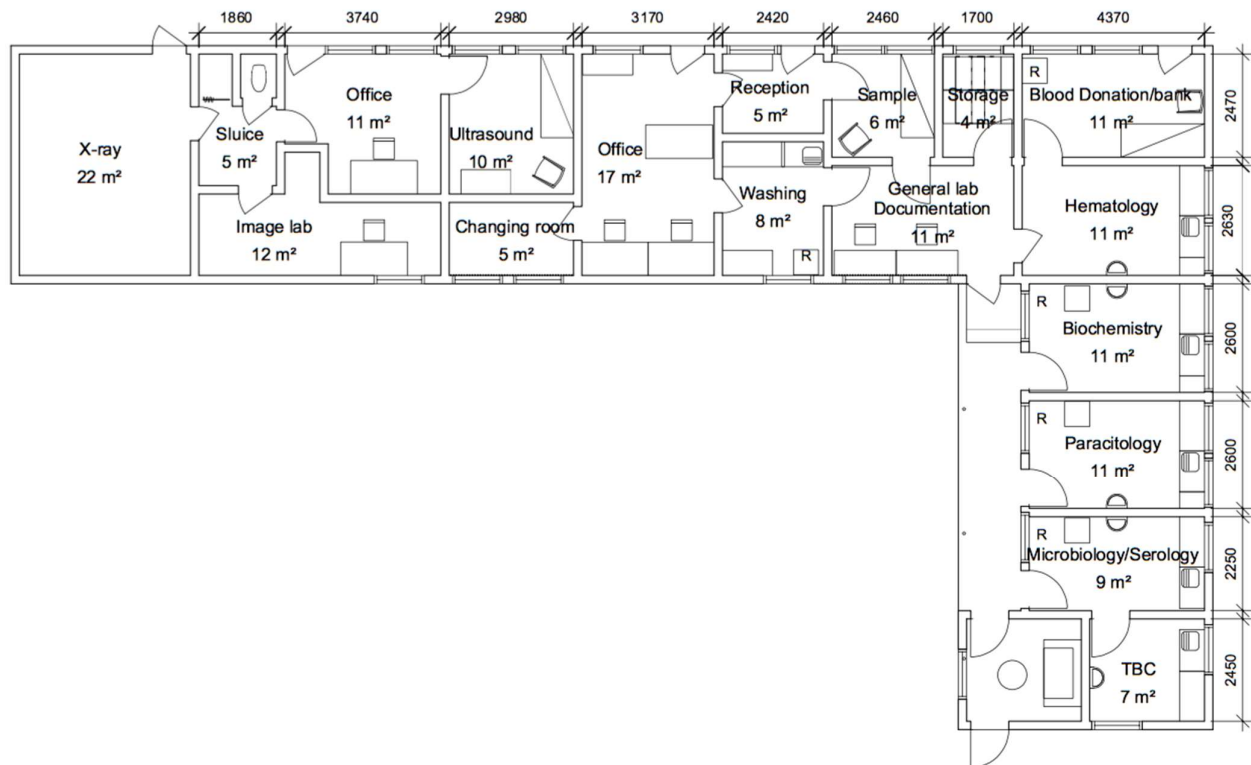 1860
3740
2980
3170
2420
2460
1700
4370
X-ray
22 m²
Sluice
5 m²
Office
11 m²
Ultrasound
10 m²
Office
17 m²
Reception
5 m²
Sample
6 m²
Storage
4 m²
R
Blood Donation/bank
11 m²
2470
Image lab
12 m²
Changing room
5 m²
Washing
8 m²
R
General lab
Documentation
11 m²
Hematology
11 m²
2630
R
Biochemistry
11 m²
2600
R
Paracitology
11 m²
2600
R
Microbiology/Serology
9 m²
2250
TBC
7 m²
2450